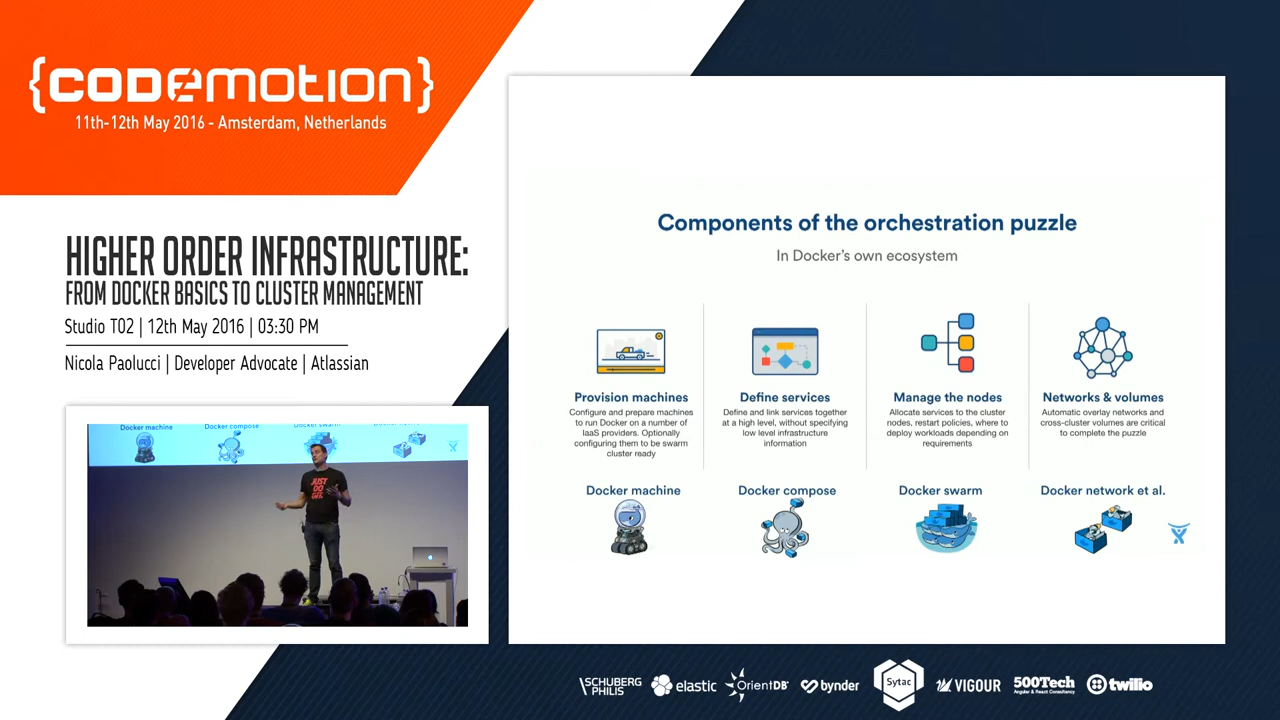 {CODEMOTION}
11th-12th May 2016 - Amsterdam, Netherlands
HIGHER ORDER INFRASTRUCTURE:
FROM DOCKER BASICS TO CLUSTER MANAGEMENT
Studio T02 | 12th May 2016 | 03:30 PM
Nicola Paolucci | Developer Advocate | Atlassian
Docker machine
Docker compose
Docker swarm
JUST
DO
GIT.
Components of the orchestration puzzle
In Docker's own ecosystem
Provision machines
Configure and prepare machines
to run Docker on a number of
IaaS providers. Optionally
configuring them to be swarm
cluster ready
Docker machine
Define services
Define and link services together
at a high level, without specifying
low level infrastructure
information
Docker compose
Manage the nodes
Allocate services to the cluster
nodes, restart policies, where to
deploy workloads depending on
requirements
Docker swarm
Networks & volumes
Automatic overlay networks and
cross-cluster volumes are critical
to complete the puzzle
Docker network et al.
SCHUBERG
PHILIS
elastic
OrientDB
bynder
Sytac
VIGOUR
500Tech
Angular & React Consultancy
twilio